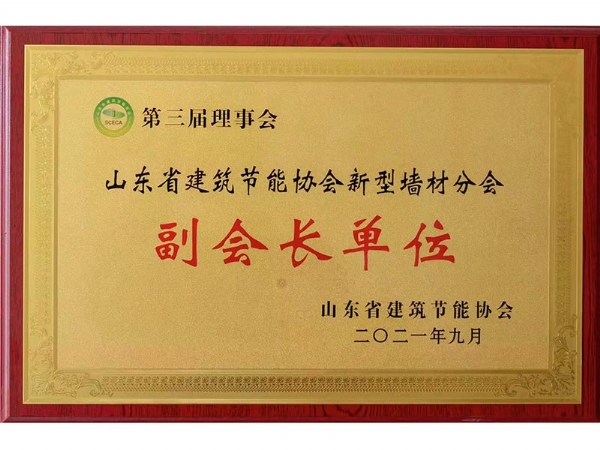 SCECA
第三届理事会
山东省建筑节能协会新型墙材分会
副会长单位
山东省建筑节能协会
二〇二一年九月